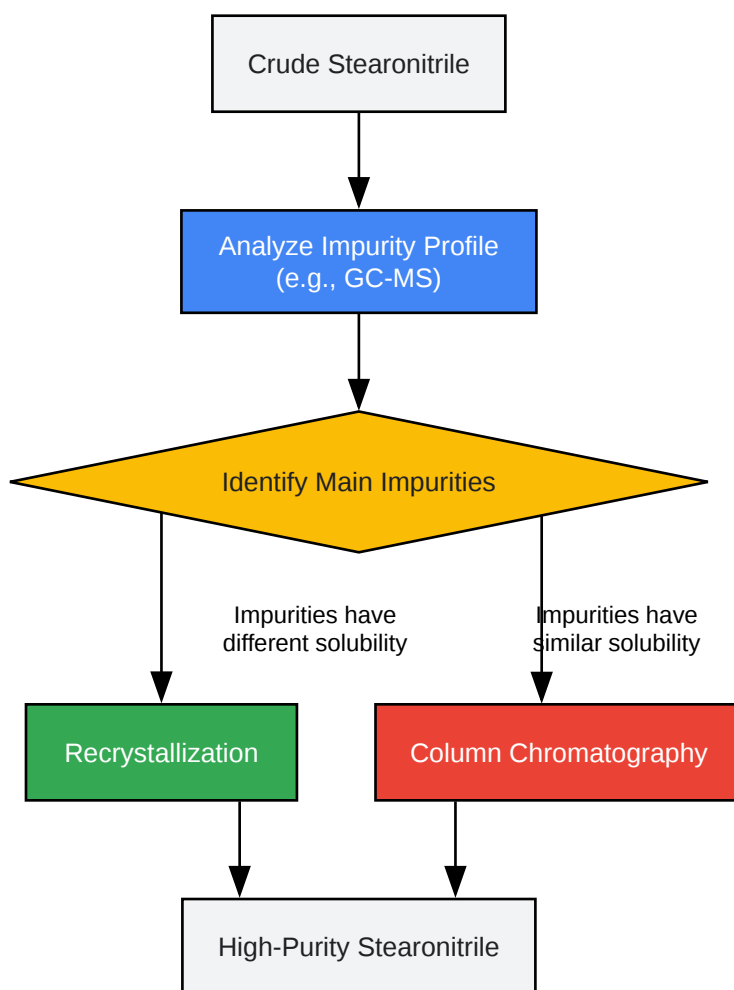 Crude Stearonitrile
Analyze Impurity Profile
(e.g., GC-MS)
Identify Main Impurities
Impurities have
different solubility
Impurities have
similar solubility
Recrystallization
Column Chromatography
High-Purity Stearonitrile